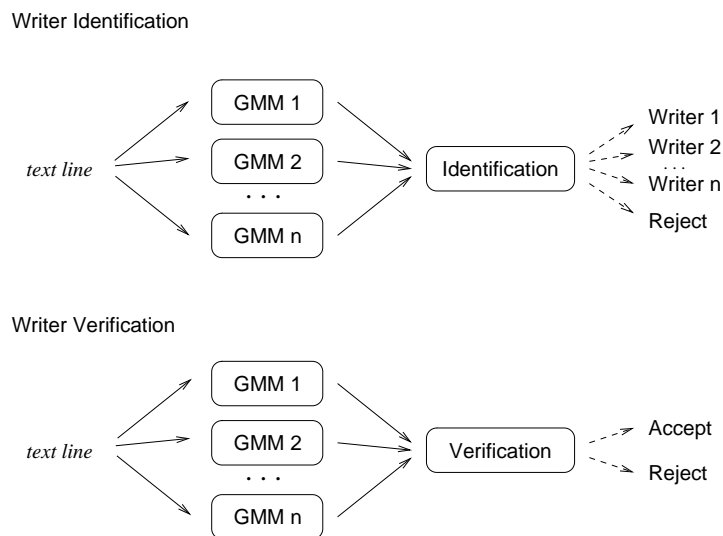 Writer Identification
GMM 1
Writer 1
GMM 2
Writer 2
text line
Identification
. . .
. . .
Writer n
GMM n
Reject
Writer Verification
GMM 1
Accept
GMM 2
text line
Verification
. . .
Reject
GMM n